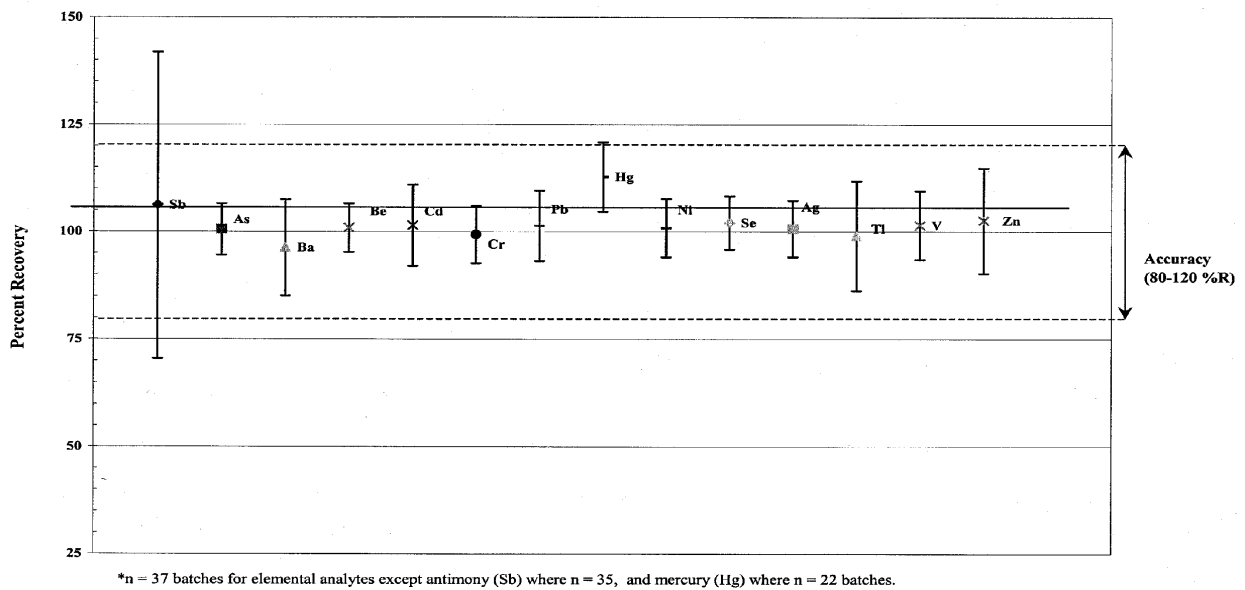 150
125
100
75
50
25
Percent Recovery
Sb
As
Ba
Be
Cd
Cr
Pb
Hg
Ni
Se
Ag
Tl
V
Zn
Accuracy
(80-120 %R)
*n = 37 batches for elemental analytes except antimony (Sb) where n = 35, and mercury (Hg) where n = 22 batches.